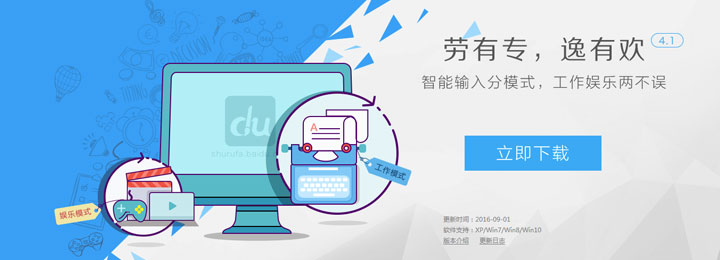 劳有专，逸有欢 4.1
智能输入分模式，工作娱乐两不误
立即下载
更新时间：2016-09-01
软件支持：XP/Win7/Win8/Win10
版本介绍 更新日志
du
shurufa.baidu
A
工作模式
娱乐模式